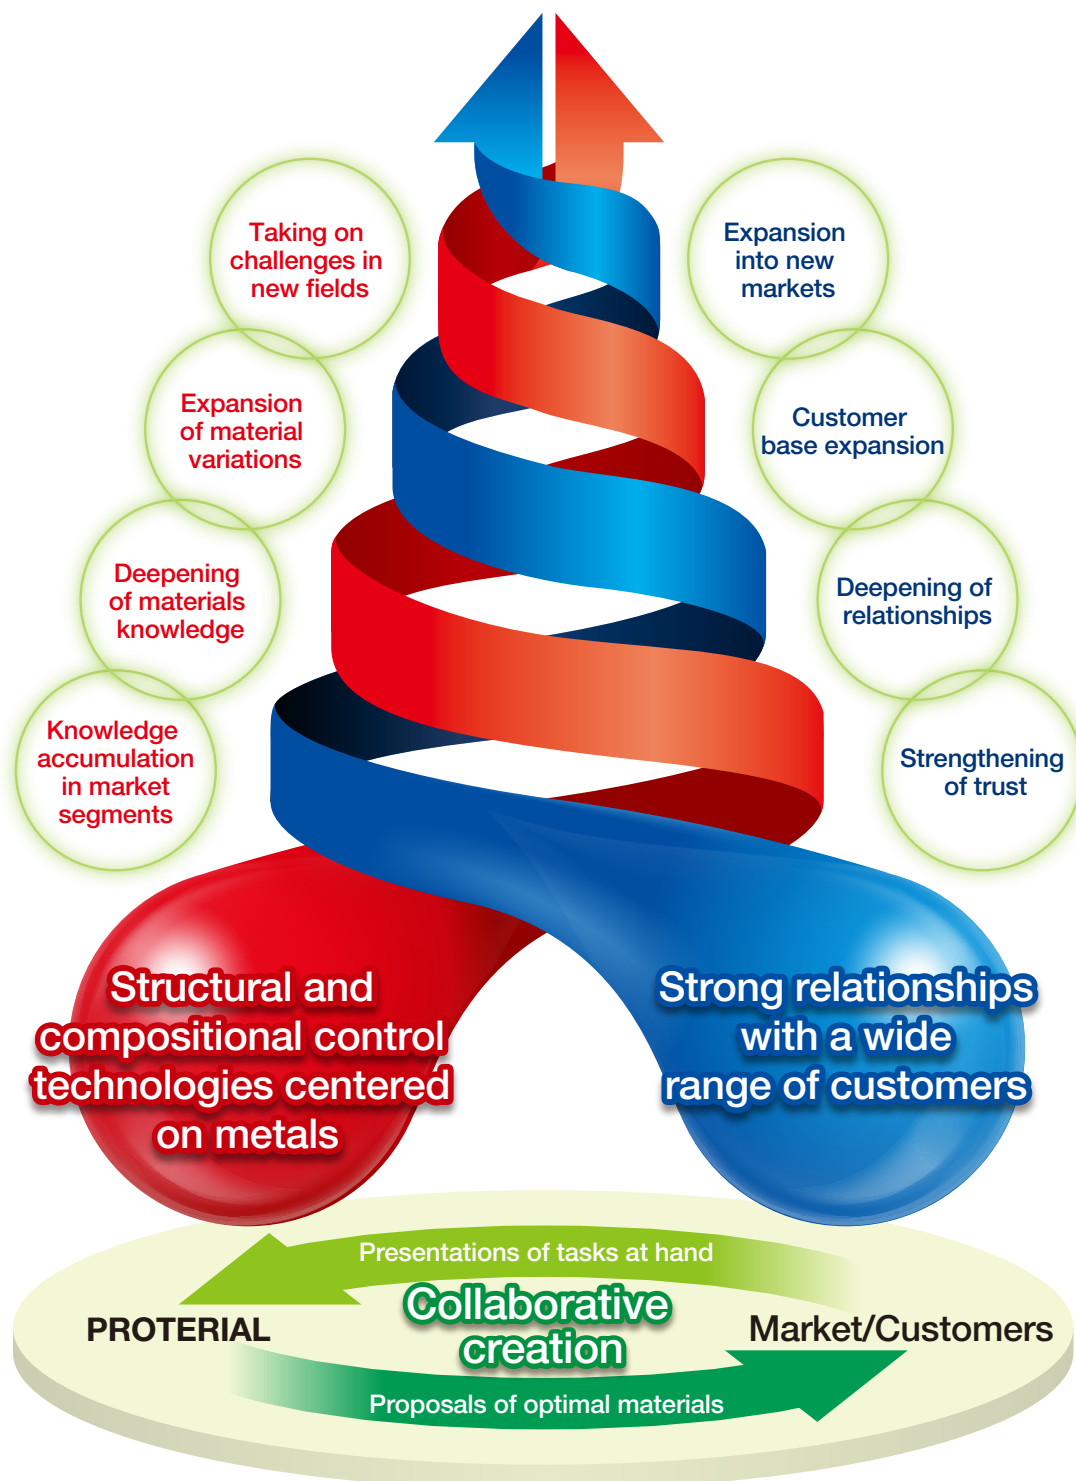 Taking on
challenges in
new fields
Expansion
into new
markets
Expansion
of material
variations
Customer
base expansion
Deepening
of materials
knowledge
Deepening of
relationships
Knowledge
accumulation
in market
segments
Strengthening
of trust
Structural and
compositional control
technologies centered
on metals
Strong relationships
with a wide
range of customers
Presentations of tasks at hand
PROTERIAL
Collaborative
creation
Market/Customers
Proposals of optimal materials